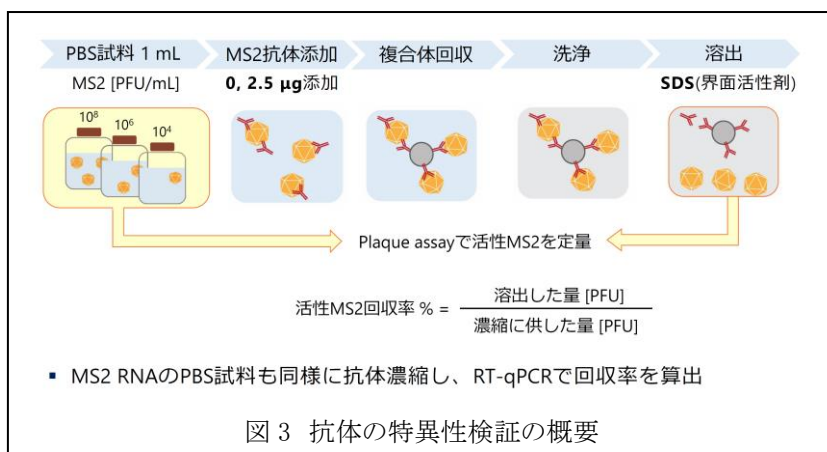 PBS試料 1 mL
MS2抗体添加
複合体回収
洗浄
溶出
MS2 [PFU/mL]
0, 2.5 μg添加
SDS(界面活性剤)
10⁸
10⁶
10⁴
Plaque assayで活性MS2を定量
活性MS2回収率 % =
溶出した量 [PFU]
濃縮に供した量 [PFU]
▪ MS2 RNAのPBS試料も同様に抗体濃縮し、RT-qPCRで回収率を算出
図 3 抗体の特異性検証の概要